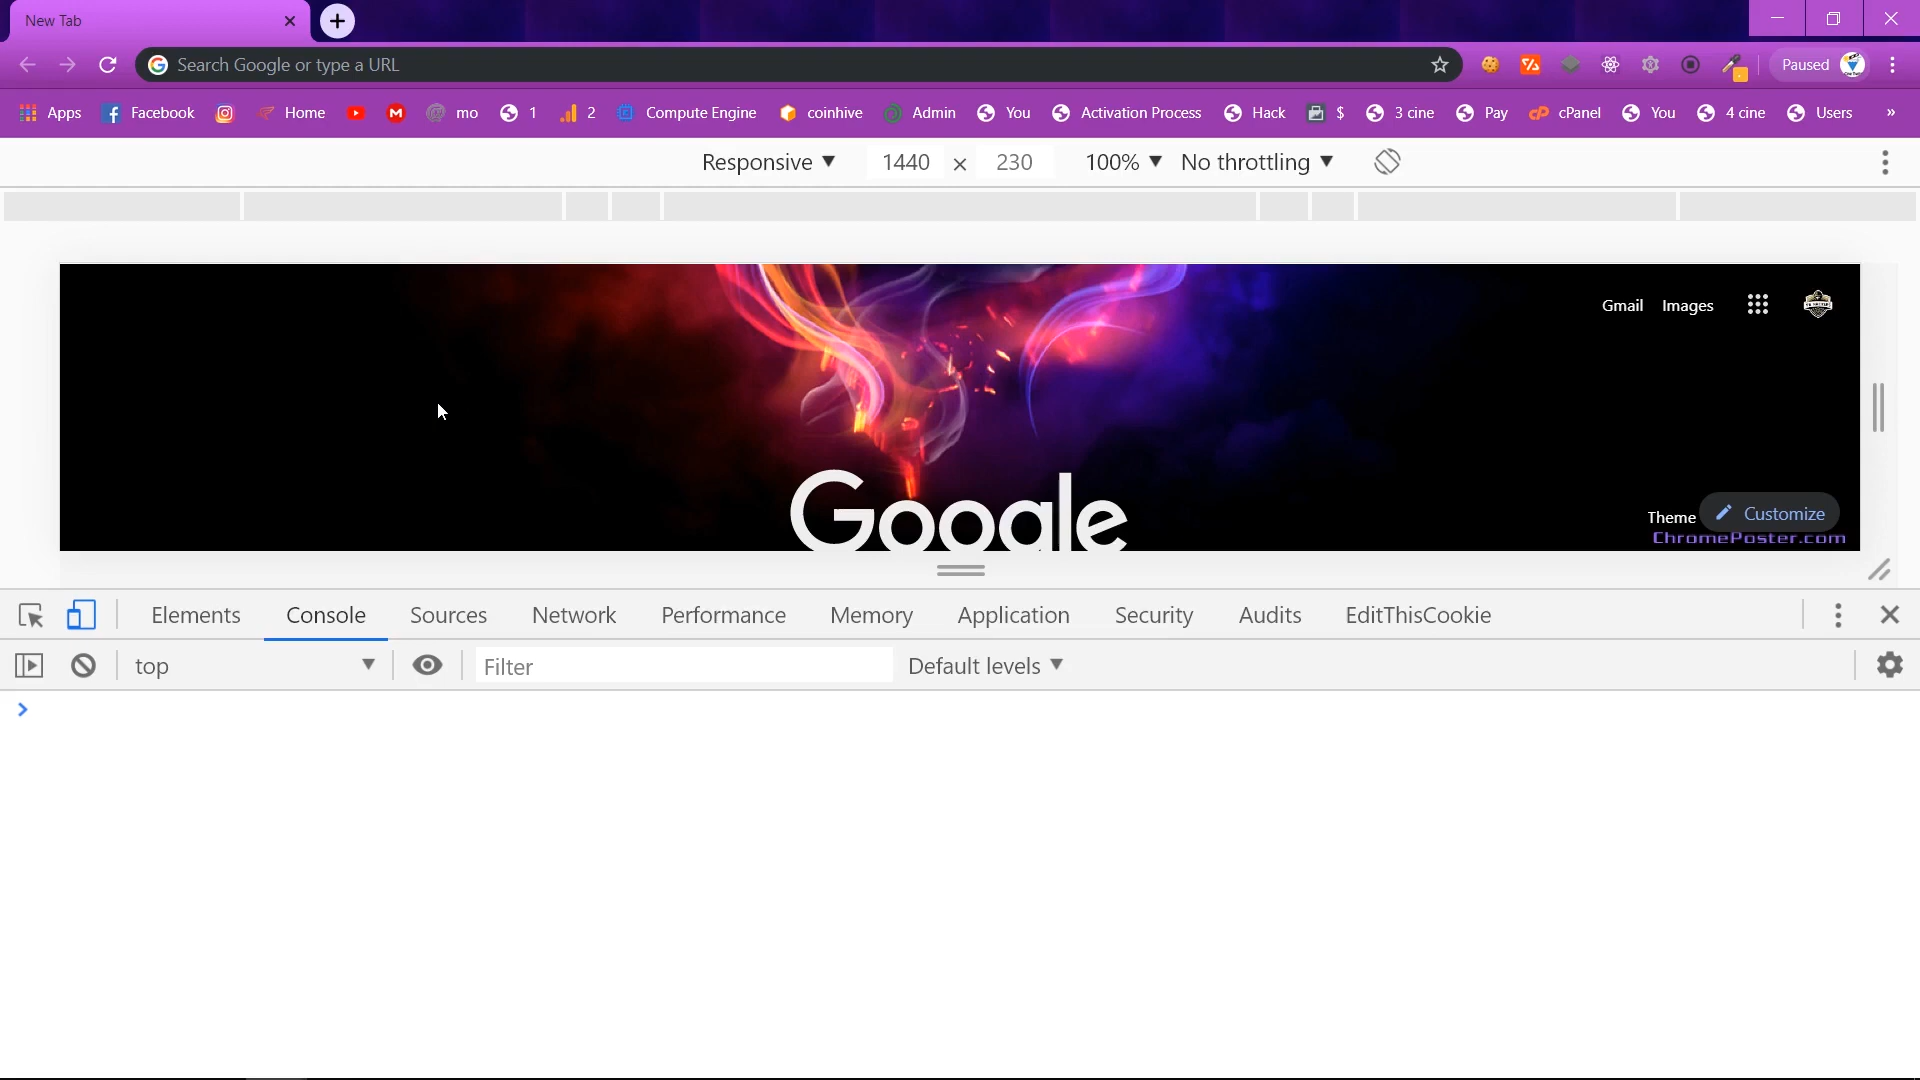 New Tab
Search Google or type a URL
Paused
Apps Facebook Home mo 1 2 Compute Engine coinhive Admin You Activation Process Hack $ 3 cine Pay cPanel You 4 cine Users »
Responsive 1440 × 230 100% No throttling
Gmail Images
Google
Theme Customize
ChromePoster.com
Elements Console Sources Network Performance Memory Application Security Audits EditThisCookie
top Filter Default levels